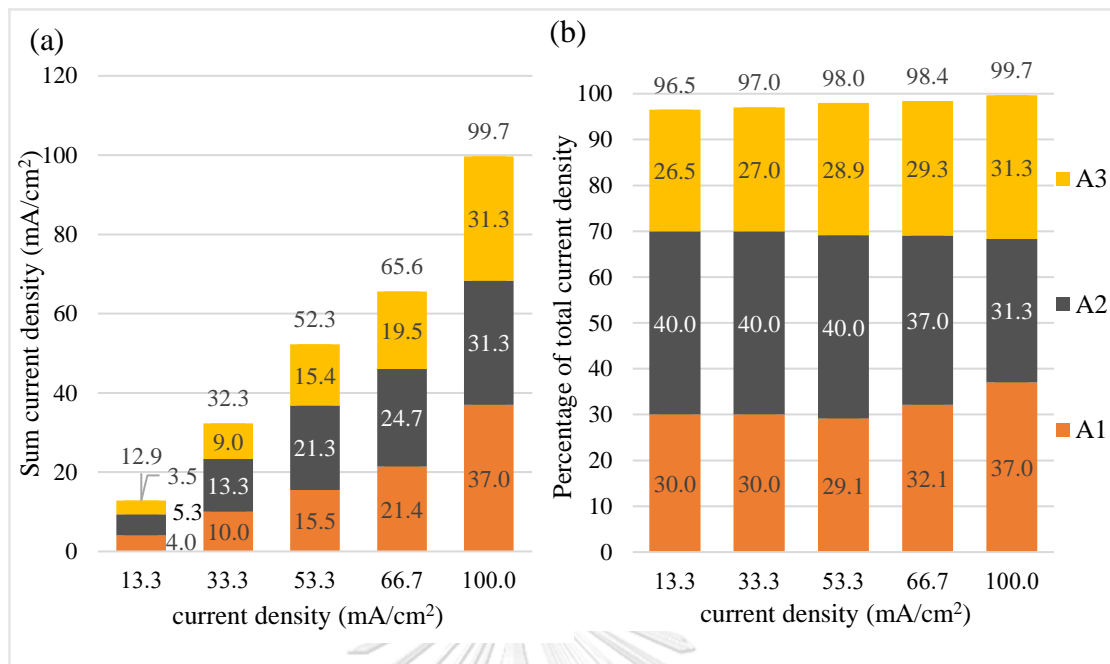 (a)
120
100
80
60
40
20
0
Sum current density (mA/cm²)
12.9
3.5
5.3
4.0
32.3
9.0
13.3
10.0
52.3
15.4
21.3
15.5
65.6
19.5
24.7
21.4
99.7
31.3
31.3
37.0
13.3 33.3 53.3 66.7 100.0
current density (mA/cm²)
(b)
100
90
80
70
60
50
40
30
20
10
0
Percentage of total current density
96.5 97.0 98.0 98.4 99.7
26.5 27.0 28.9 29.3 31.3
40.0 40.0 40.0 37.0 31.3
30.0 30.0 29.1 32.1 37.0
13.3 33.3 53.3 66.7 100.0
current density (mA/cm²)
A3
A2
A1